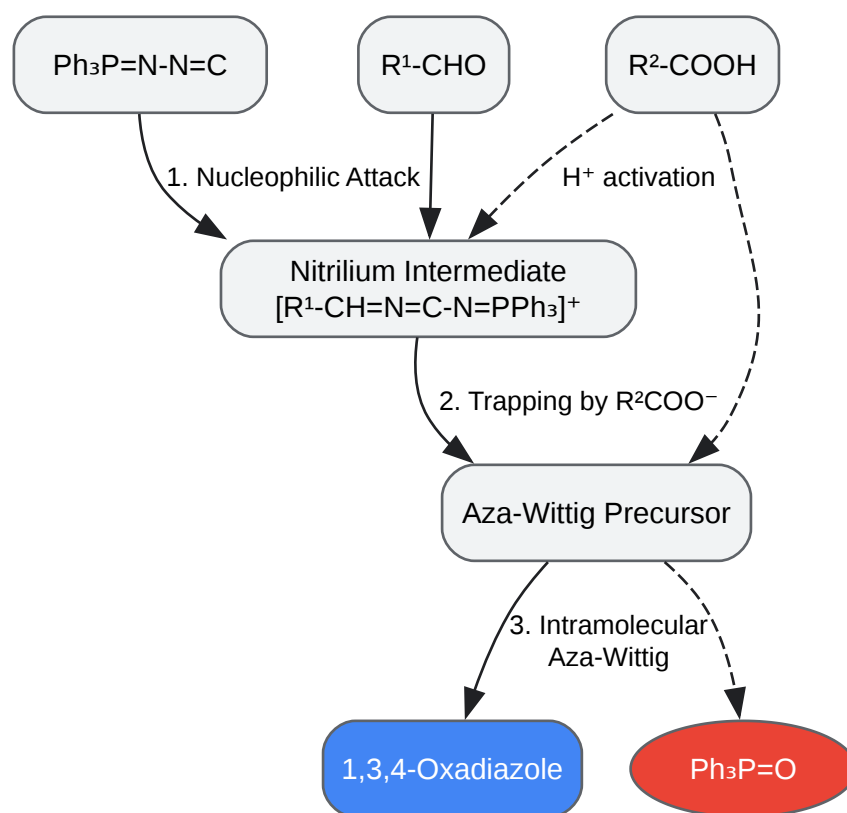 Ph₃P=N-N=C
R¹-CHO
R²-COOH
1. Nucleophilic Attack
H⁺ activation
Nitrilium Intermediate
[R¹-CH=N=C-N=PPh₃]⁺
2. Trapping by R²COO⁻
Aza-Wittig Precursor
3. Intramolecular
Aza-Wittig
1,3,4-Oxadiazole
Ph₃P=O